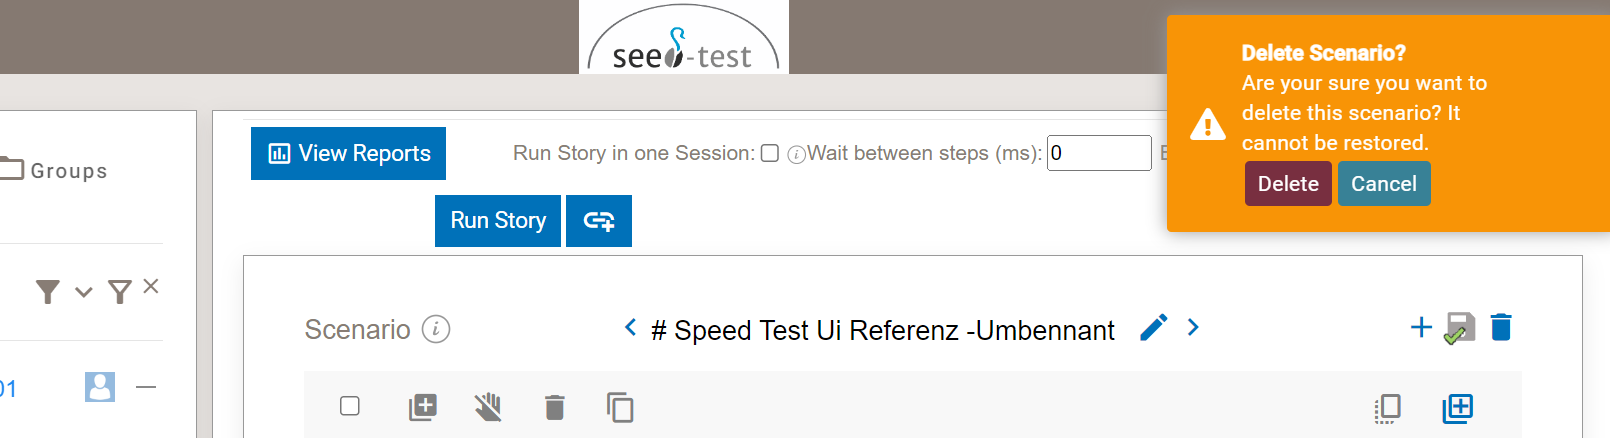 seed-test
Delete Scenario?
Are your sure you want to
delete this scenario? It
cannot be restored.
Delete Cancel
Groups
View Reports
Run Story in one Session: Wait between steps (ms): 0
Run Story
Scenario
# Speed Test Ui Referenz -Umbennant
01